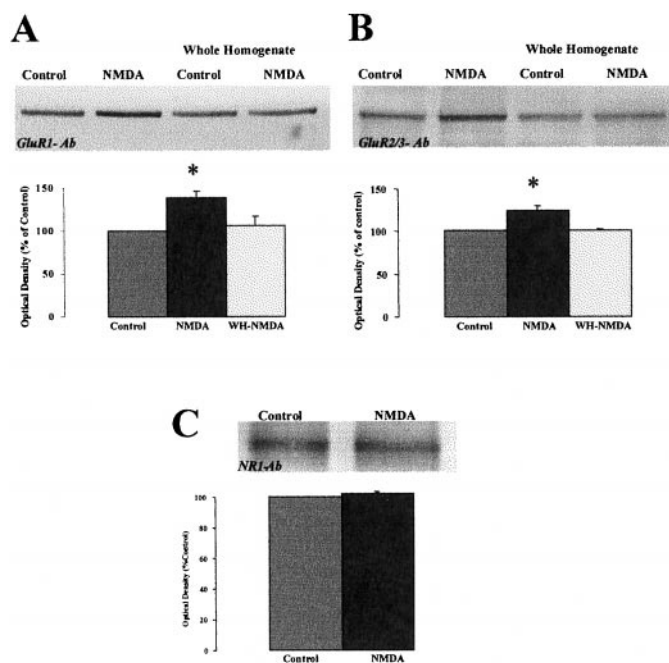 A
Whole Homogenate
Control NMDA Control NMDA
GluR1- Ab
*
150
100
50
0
Optical Density (% of Control)
Control NMDA WH-NMDA
B
Whole Homogenate
Control NMDA Control NMDA
GluR2/3- Ab
*
150
100
50
0
Optical Density (% of control)
Control NMDA WH-NMDA
C
Control NMDA
NR1-Ab
100
80
60
40
20
0
Optical Density (%Control)
Control NMDA